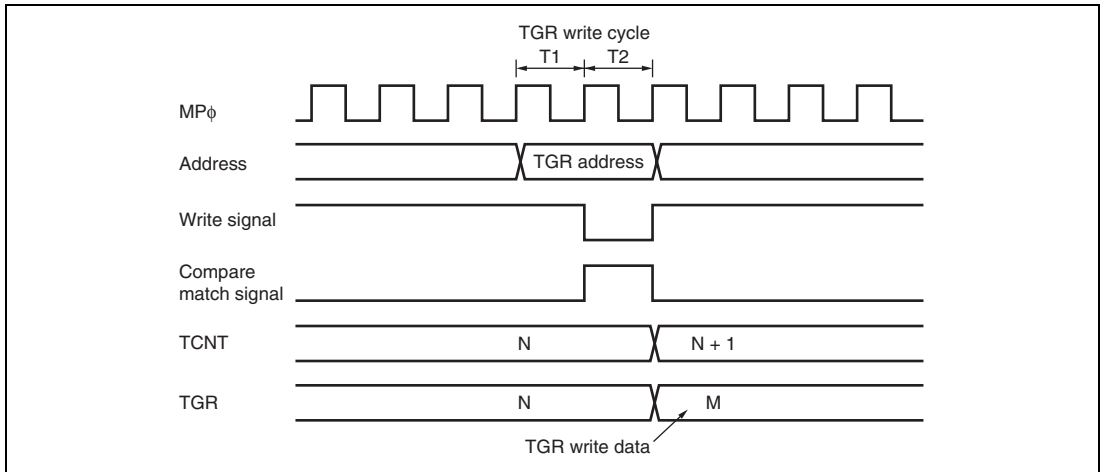 TGR write cycle
T1 T2
MPϕ
Address
TGR address
Write signal
Compare
match signal
TCNT
N
N + 1
TGR
N
M
TGR write data